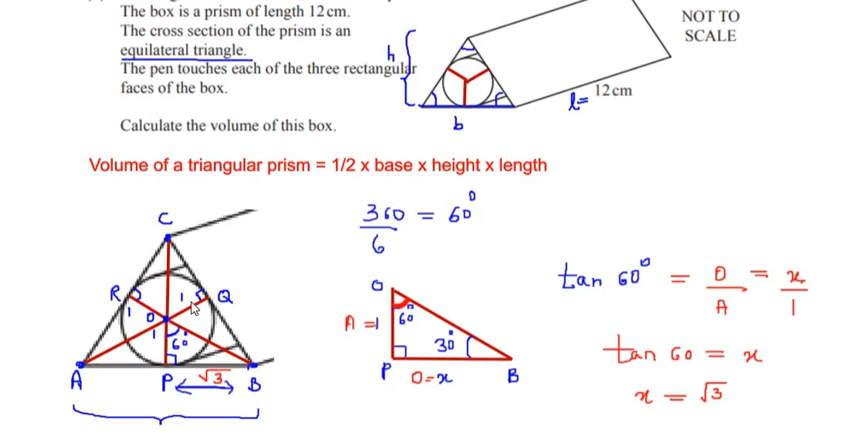 The box is a prism of length 12 cm.
The cross section of the prism is an
equilateral triangle.
The pen touches each of the three rectangular
faces of the box.
Calculate the volume of this box.
NOT TO
SCALE
h
b
l= 12 cm
Volume of a triangular prism = 1/2 x base x height x length
C
R
Q
1
1
O
1
60°
A
P
√3
B
360/6 = 60°
O
A = 1
60°
30°
P
O = x
B
tan 60° = O/A = x/1
tan 60 = x
x = √3